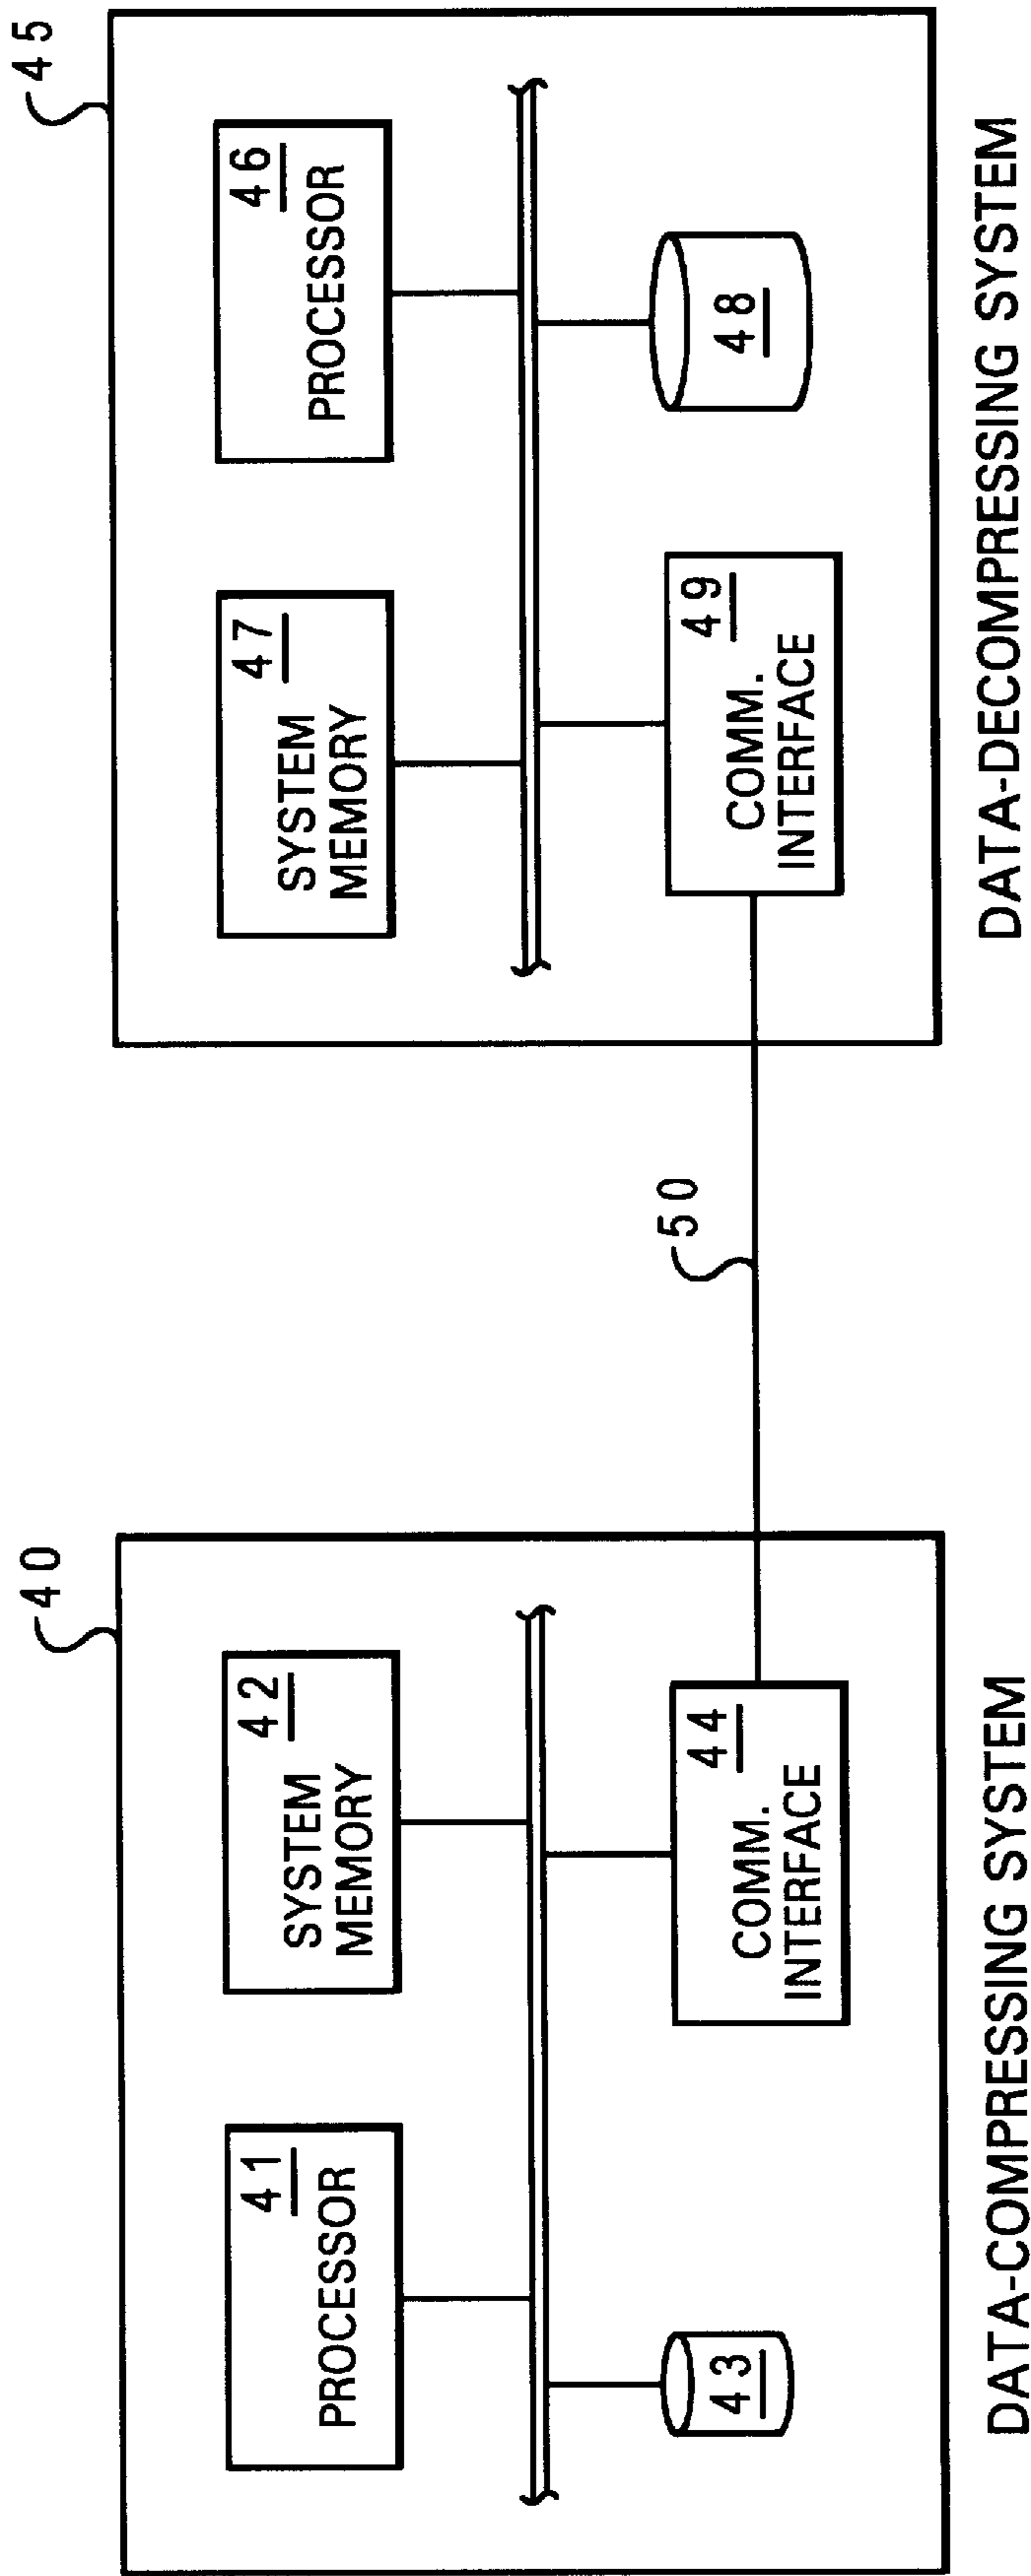 40
41
PROCESSOR
42
SYSTEM
MEMORY
43
44
COMM.
INTERFACE
DATA-COMPRESSING SYSTEM
50
45
47
SYSTEM
MEMORY
46
PROCESSOR
49
COMM.
INTERFACE
48
DATA-DECOMPRESSING SYSTEM